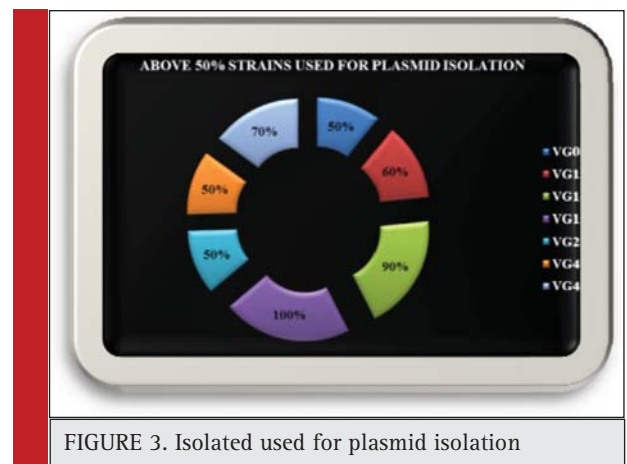 ABOVE 50% STRAINS USED FOR PLASMID ISOLATION
70%
50%
60%
50%
50%
90%
100%
VG0
VG1
VG1
VG1
VG2
VG4
VG4
FIGURE 3. Isolated used for plasmid isolation